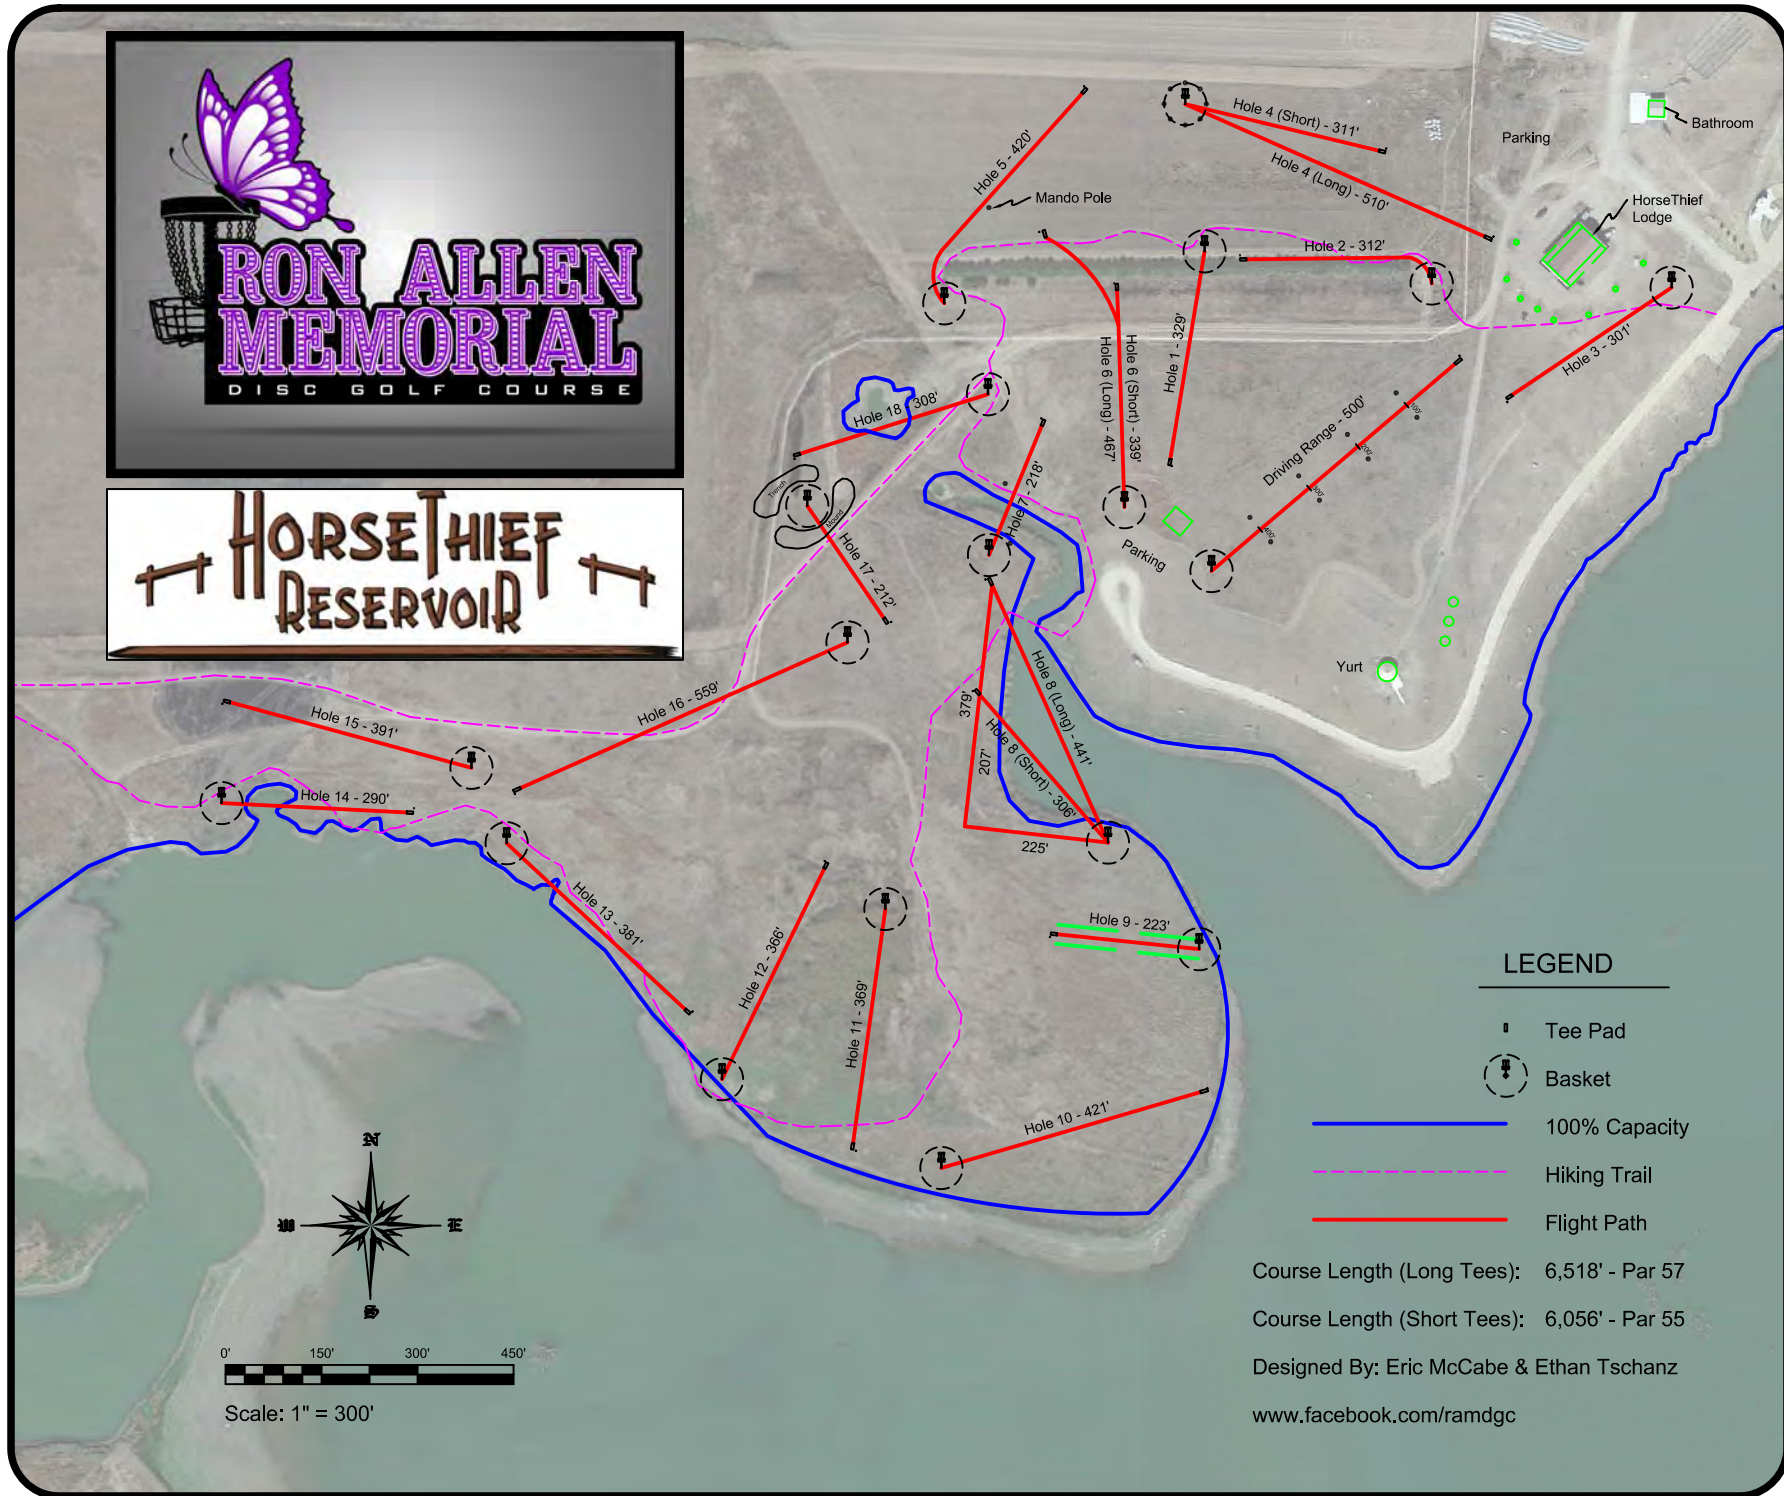 RON ALLEN
MEMORIAL
DISC GOLF COURSE
HORSETHIEF
RESERVOIR
Hole 5 - 420'
Mando Pole
Hole 4 (Short) - 311'
Hole 4 (Long) - 510'
Parking
Bathroom
HorseThief
Lodge
Hole 2 - 312'
Hole 3 - 301'
Hole 1 - 329'
Hole 6 (Short) - 339'
Hole 6 (Long) - 467'
Driving Range - 500'
100'
200'
300'
400'
Hole 18 - 308'
Hole 7 - 218'
Trench
Mound
Hole 17 - 212'
Parking
Yurt
Hole 16 - 559'
Hole 15 - 391'
Hole 14 - 290'
Hole 8 (Long) - 441'
Hole 8 (Short) - 306'
379'
207'
225'
Hole 13 - 381'
Hole 12 - 366'
Hole 11 - 369'
Hole 9 - 223'
Hole 10 - 421'
LEGEND
Tee Pad
Basket
100% Capacity
Hiking Trail
Flight Path
Course Length (Long Tees): 6,518' - Par 57
Course Length (Short Tees): 6,056' - Par 55
Designed By: Eric McCabe & Ethan Tschanz
www.facebook.com/ramdgc
N
W
E
S
0' 150' 300' 450'
Scale: 1" = 300'